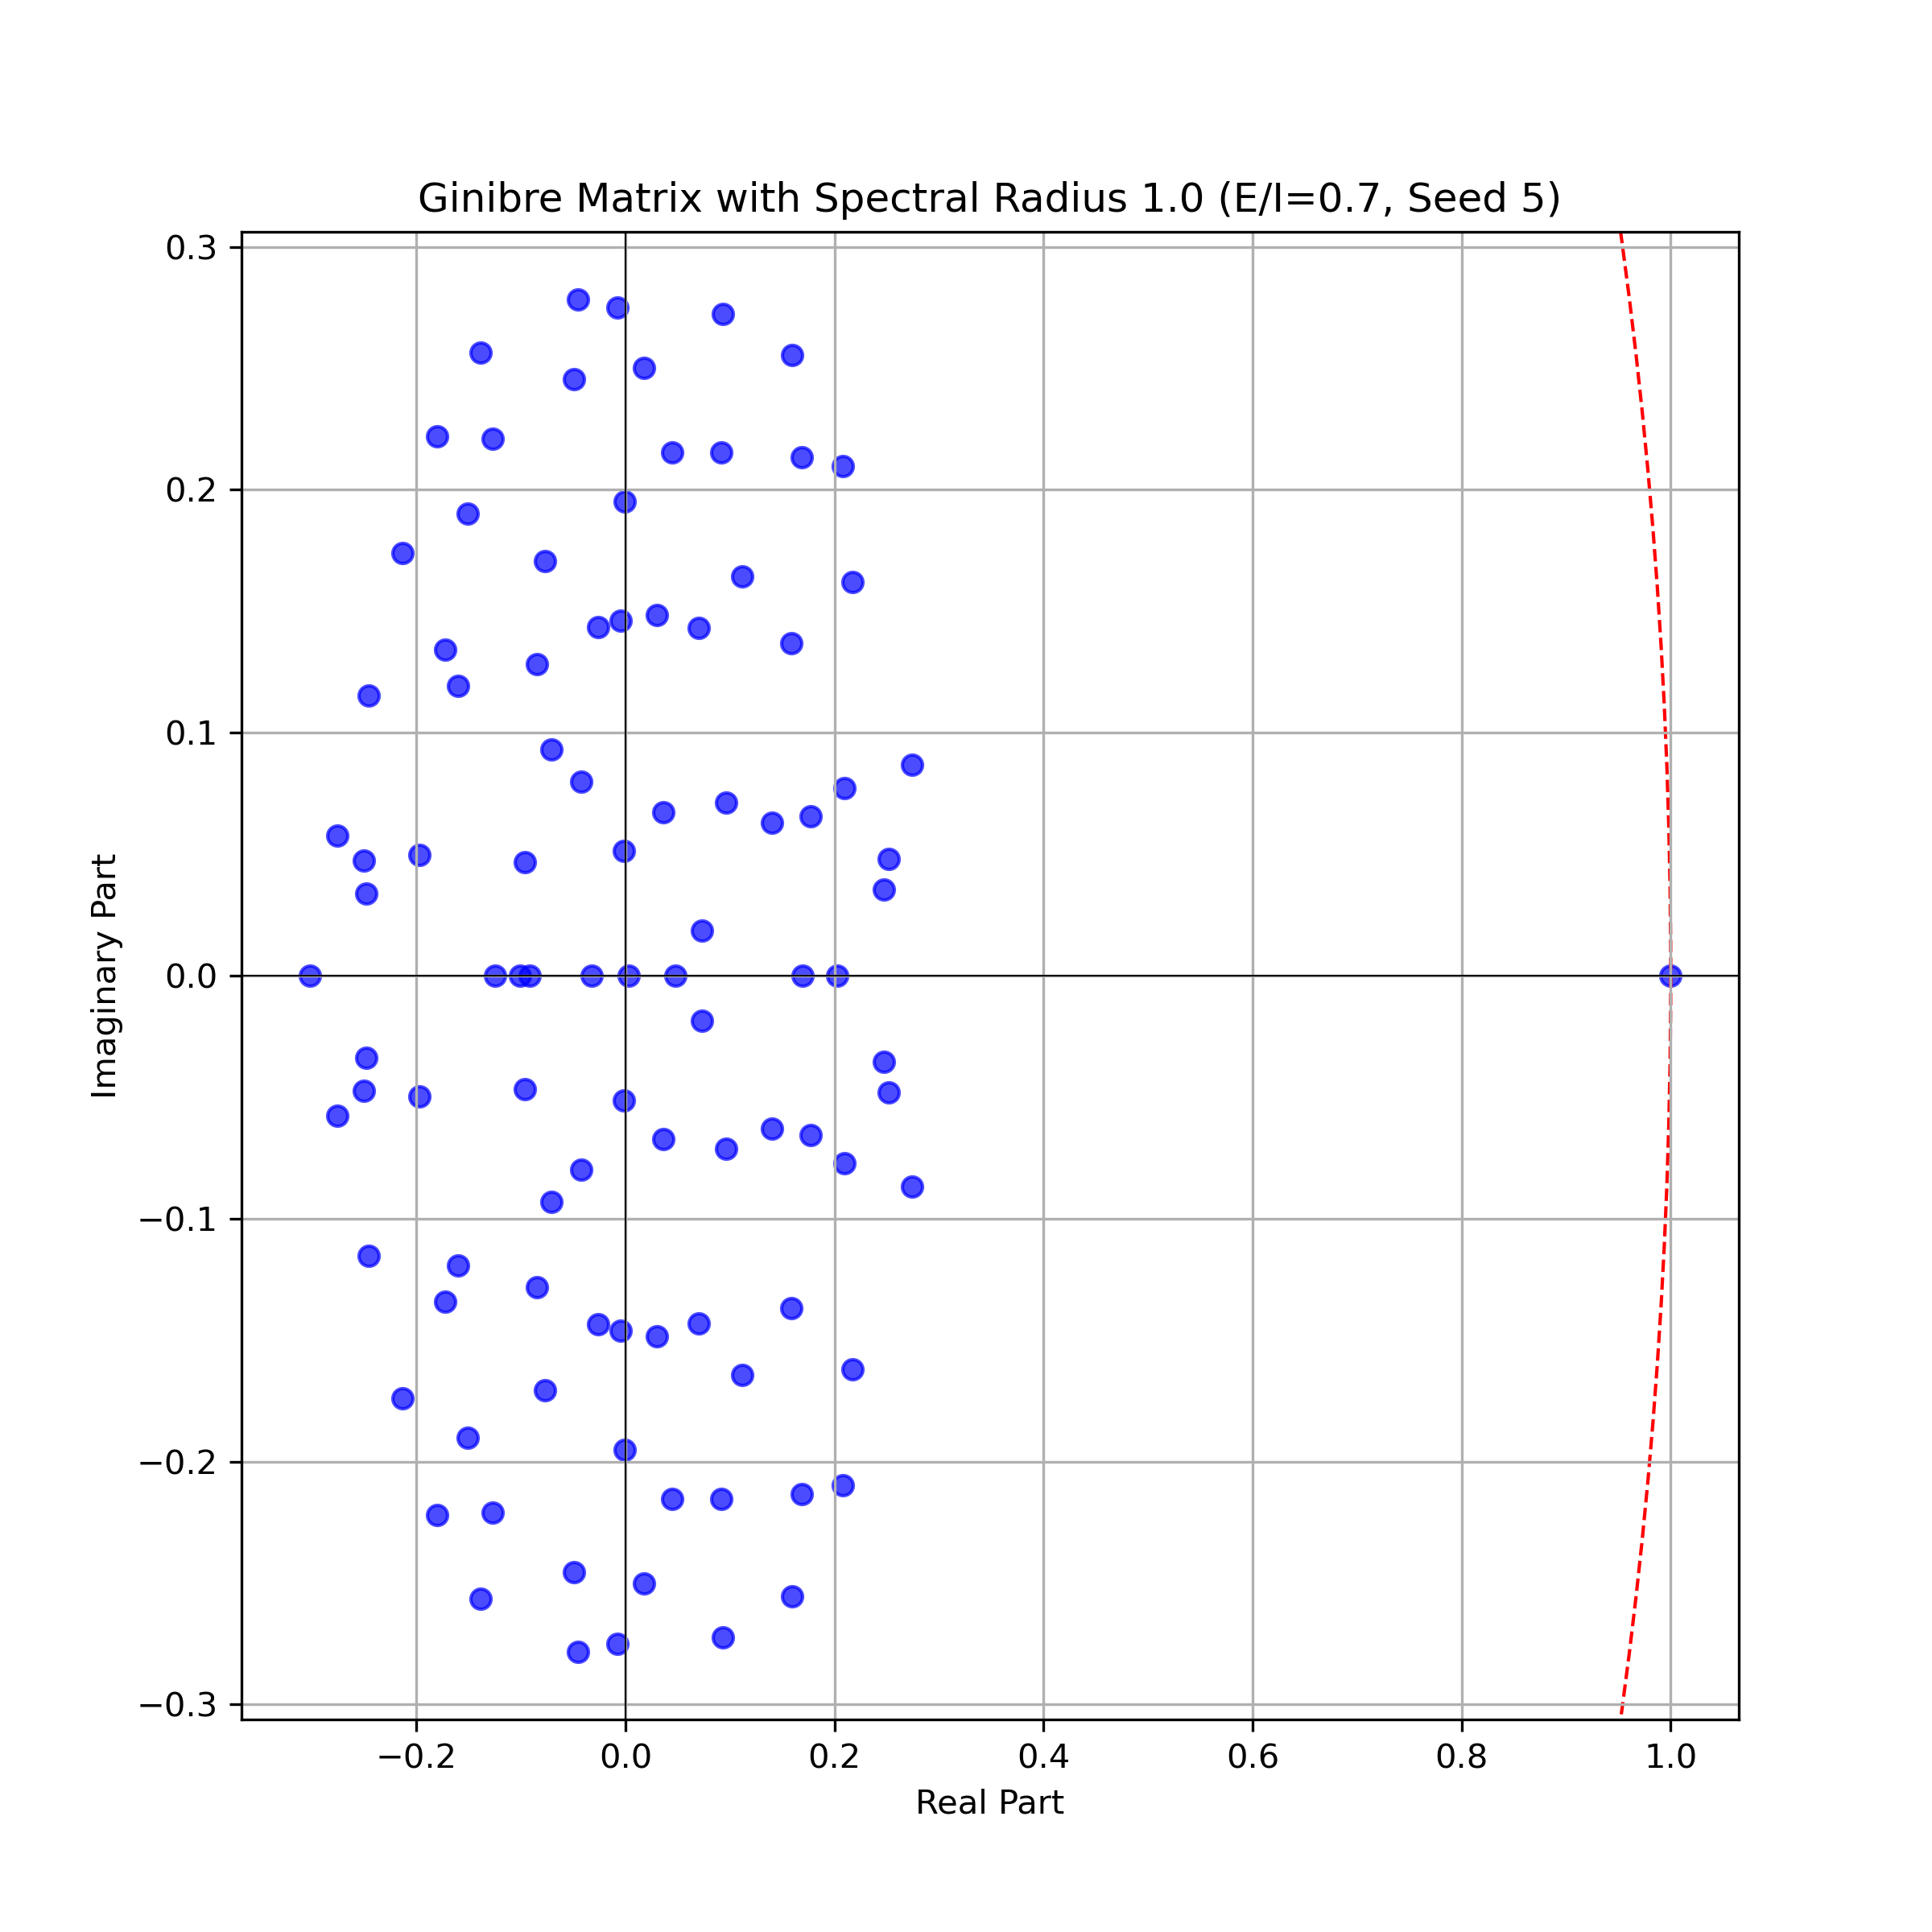 Ginibre Matrix with Spectral Radius 1.0 (E/I=0.7, Seed 5)
0.3
0.2
0.1
0.0
−0.1
−0.2
−0.3
Imaginary Part
−0.2 0.0 0.2 0.4 0.6 0.8 1.0
Real Part